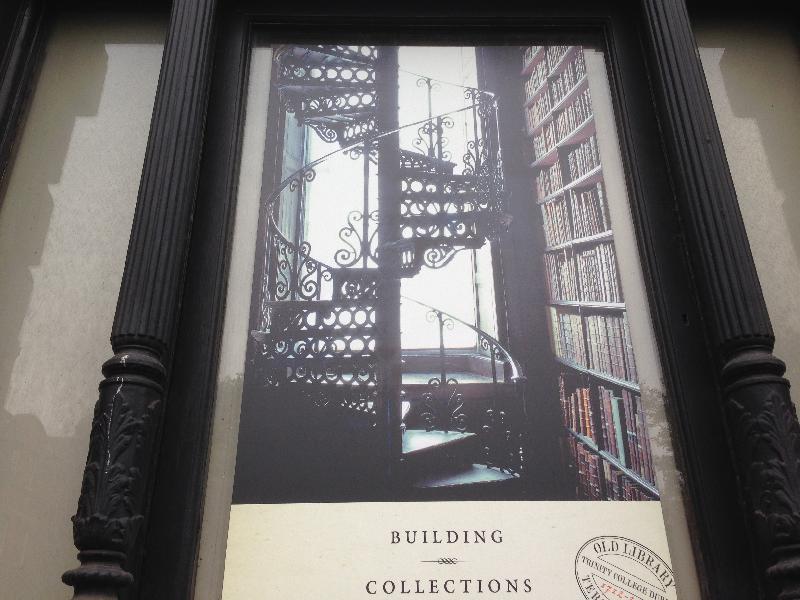 BUILDING
COLLECTIONS
OLD LIBRARY
TRINITY COLLEGE